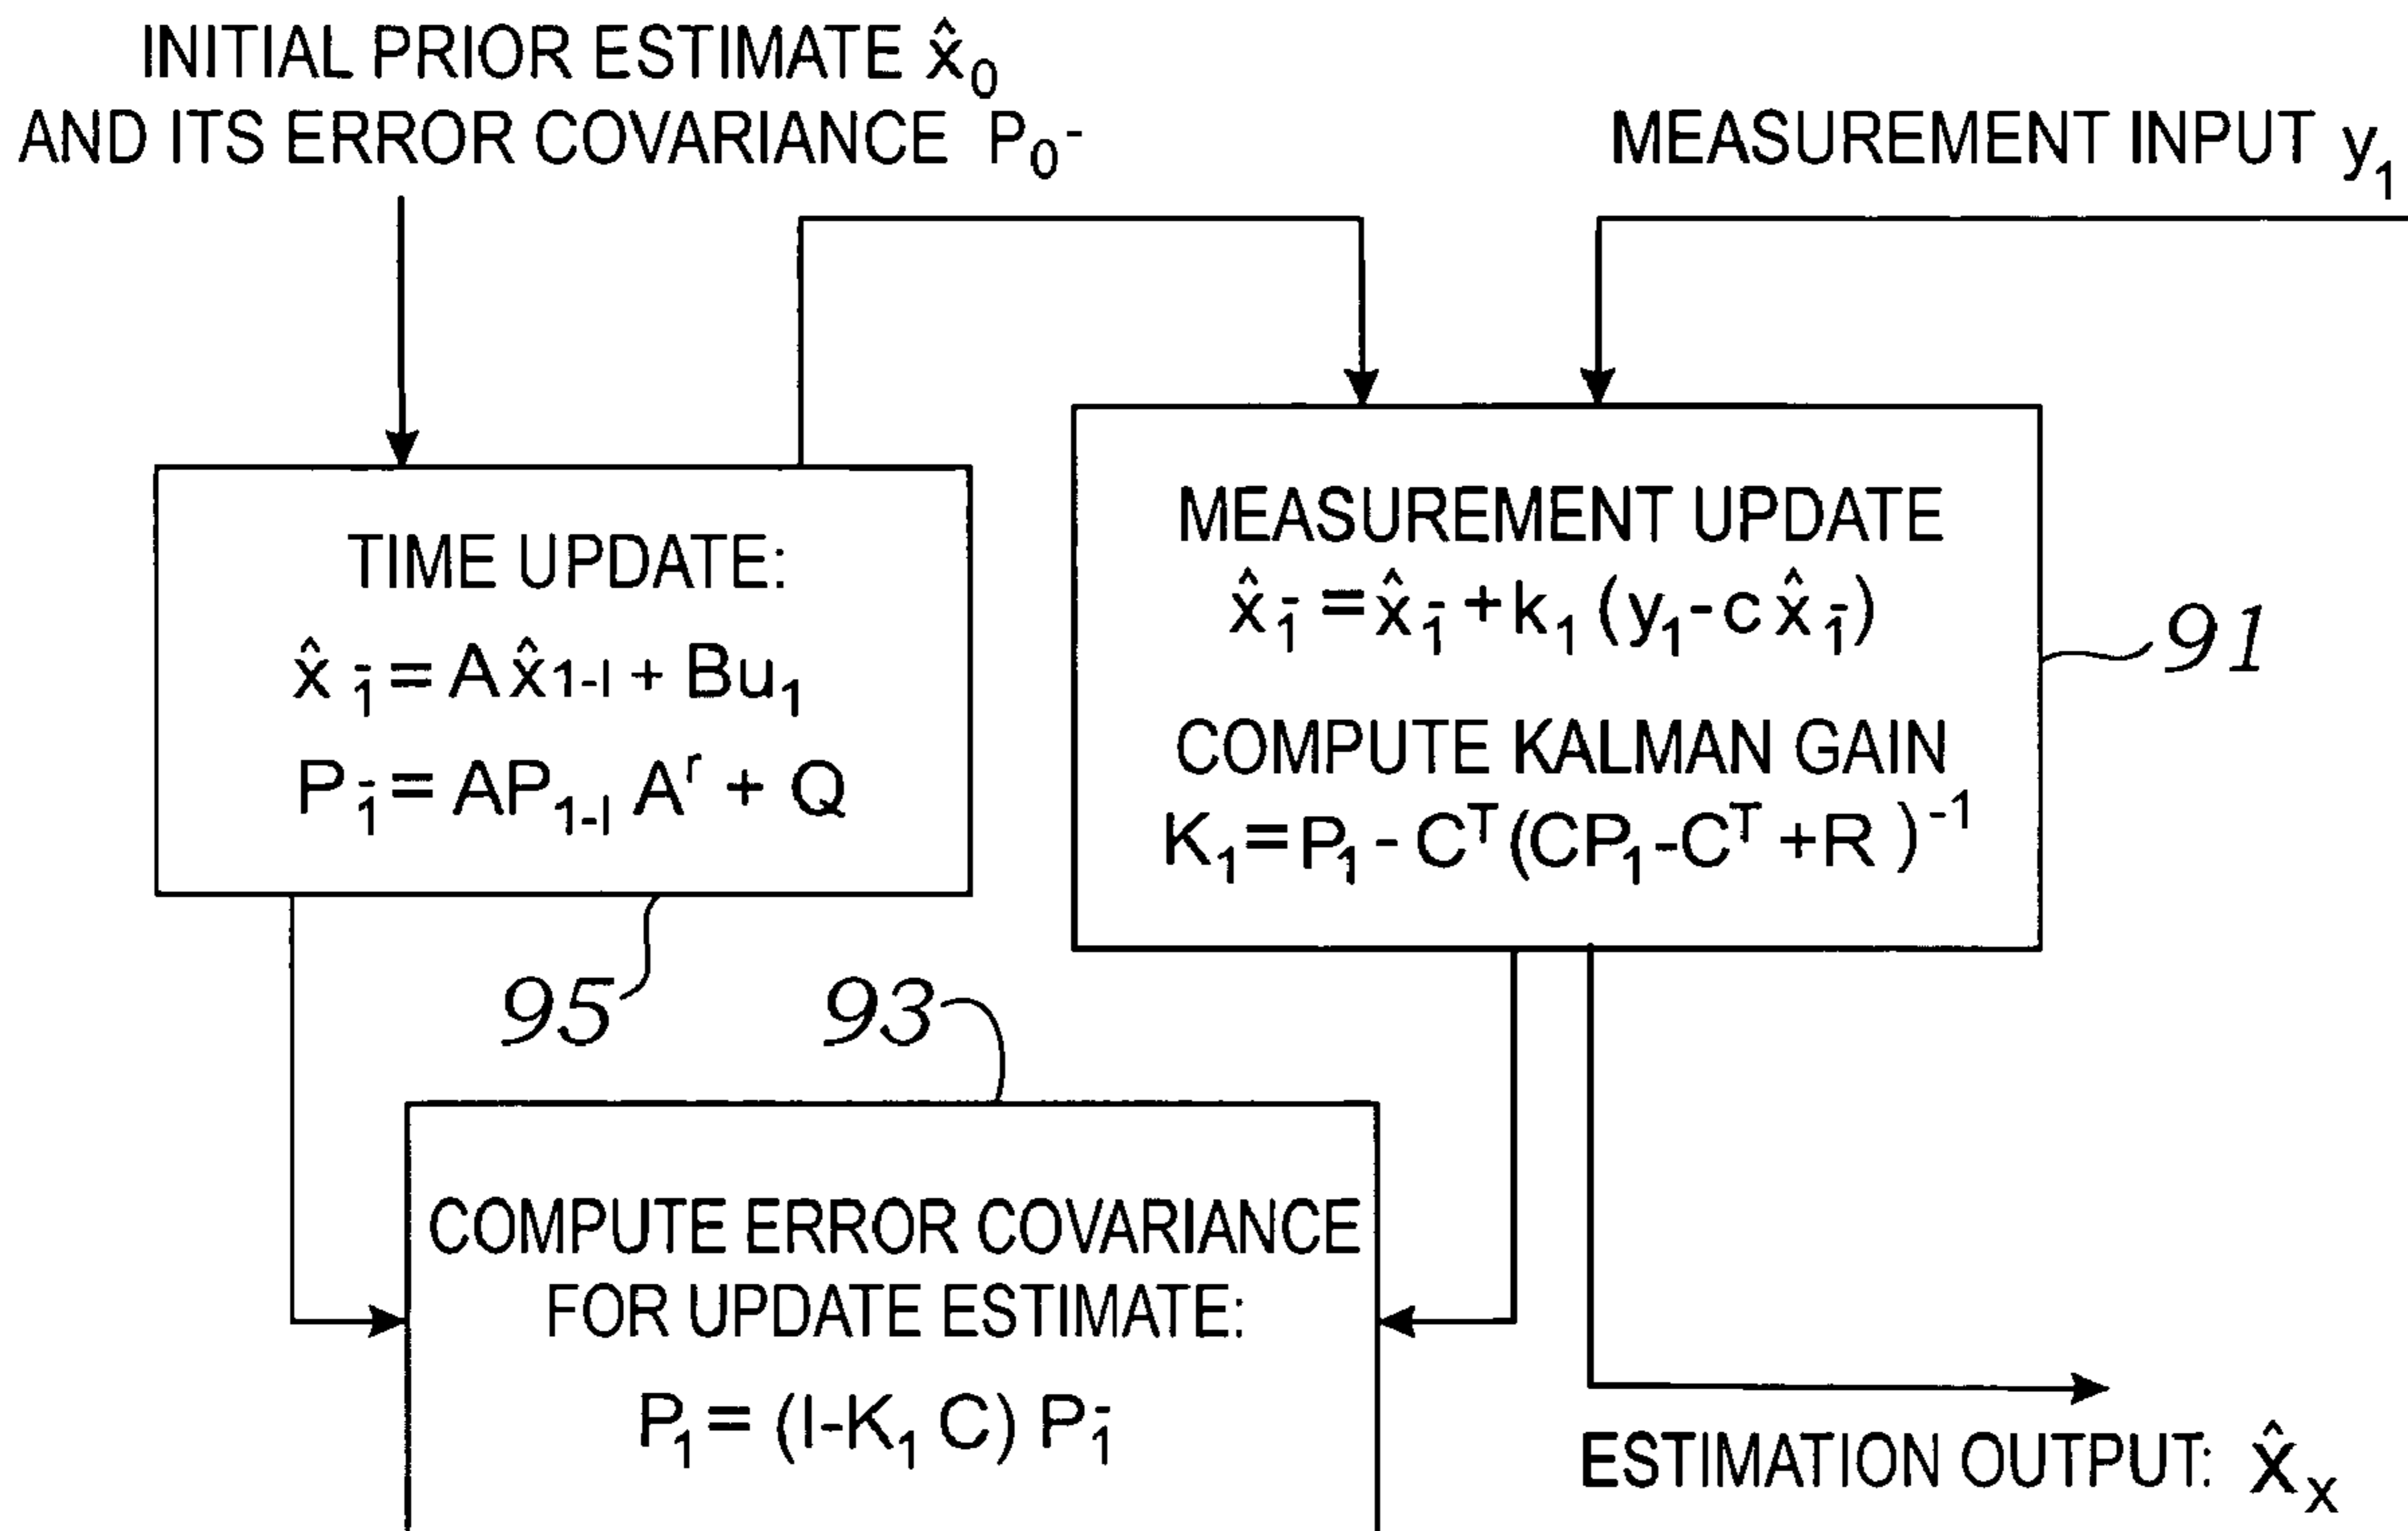 INITIAL PRIOR ESTIMATE x̂₀
AND ITS ERROR COVARIANCE P₀-
MEASUREMENT INPUT y₁
TIME UPDATE:
x̂₁̄ = Ax̂₁₋ₗ + Bu₁
P₁̄ = AP₁₋ₗ Aʳ + Q
MEASUREMENT UPDATE
x̂₁̄ = x̂₁̄ + k₁ (y₁ - c x̂₁̄)
COMPUTE KALMAN GAIN
K₁ = P₁ - Cᵀ (CP₁ - Cᵀ + R )⁻¹
91
95
93
COMPUTE ERROR COVARIANCE
FOR UPDATE ESTIMATE:
P₁ = (I-K₁ C) P₁̄
ESTIMATION OUTPUT: x̂ₓ